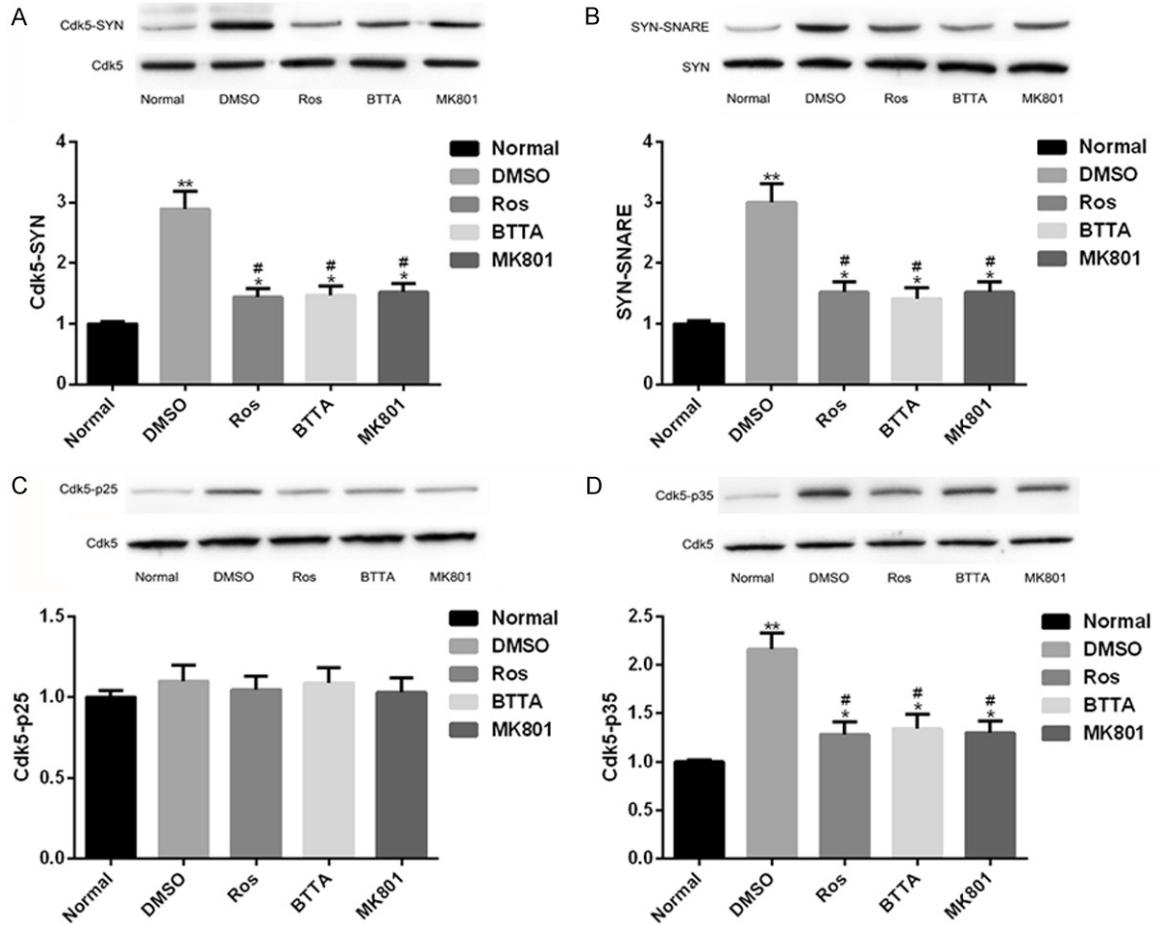 A
Cdk5-SYN
Cdk5
Normal DMSO Ros BTTA MK801
4
3
2
1
0
Cdk5-SYN
**
#
*
#
*
#
*
Normal
DMSO
Ros
BTTA
MK801
Normal
DMSO
Ros
BTTA
MK801
B
SYN-SNARE
SYN
Normal DMSO Ros BTTA MK801
4
3
2
1
0
SYN-SNARE
**
#
*
#
*
#
*
Normal
DMSO
Ros
BTTA
MK801
Normal
DMSO
Ros
BTTA
MK801
C
Cdk5-p25
Cdk5
Normal DMSO Ros BTTA MK801
1.5
1.0
0.5
0.0
Cdk5-p25
Normal
DMSO
Ros
BTTA
MK801
Normal
DMSO
Ros
BTTA
MK801
D
Cdk5-p35
Cdk5
Normal DMSO Ros BTTA MK801
2.5
2.0
1.5
1.0
0.5
0.0
Cdk5-p35
**
#
*
#
*
#
*
Normal
DMSO
Ros
BTTA
MK801
Normal
DMSO
Ros
BTTA
MK801